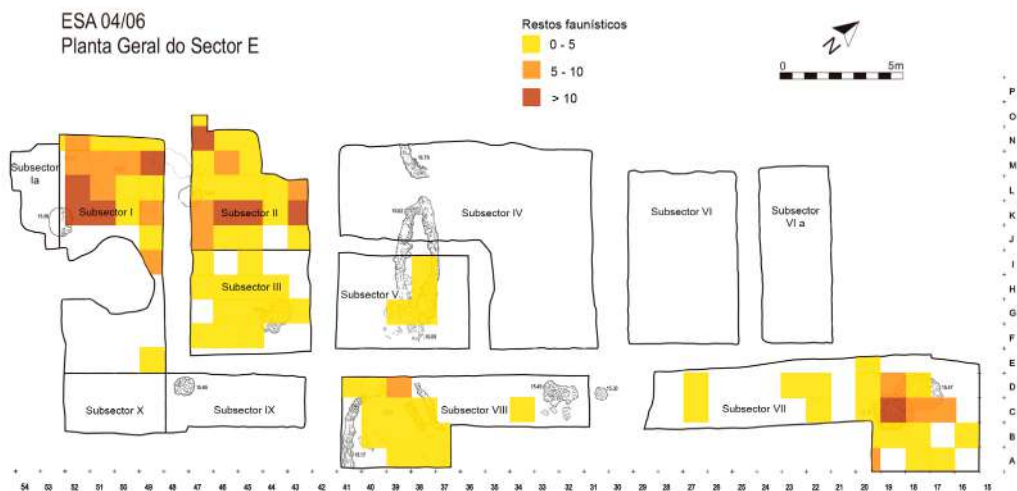 ESA 04/06
Planta Geral do Sector E
Restos faunísticos
0 - 5
5 - 10
> 10
N
0 5m
P
O
N
M
L
K
J
I
H
G
F
E
D
C
B
A
Subsector
Ia
Subsector I
Subsector II
Subsector III
Subsector IV
Subsector V
Subsector VI
Subsector
VI a
Subsector X
Subsector IX
Subsector VIII
Subsector VII
54 53 52 51 50 49 48 47 46 45 44 43 42 41 40 39 38 37 36 35 34 33 32 31 30 29 28 27 26 25 24 23 22 21 20 19 18 17 16 15